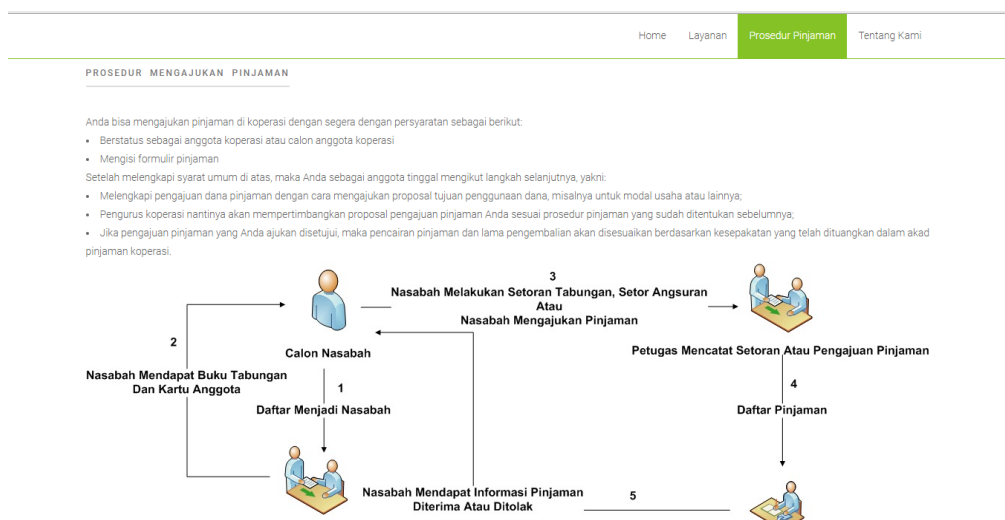 Home Layanan Prosedur Pinjaman Tentang Kami
PROSEDUR MENGAJUKAN PINJAMAN
Anda bisa mengajukan pinjaman di koperasi dengan segera dengan persyaratan sebagai berikut:
• Berstatus sebagai anggota koperasi atau calon anggota koperasi
• Mengisi formulir pinjaman
Setelah melengkapi syarat umum di atas, maka Anda sebagai anggota tinggal mengikut langkah selanjutnya, yakni:
• Melengkapi pengajuan dana pinjaman dengan cara mengajukan proposal tujuan penggunaan dana, misalnya untuk modal usaha atau lainnya;
• Pengurus koperasi nantinya akan mempertimbangkan proposal pengajuan pinjaman Anda sesuai prosedur pinjaman yang sudah ditentukan sebelumnya;
• Jika pengajuan pinjaman yang Anda ajukan disetujui, maka pencairan pinjaman dan lama pengembalian akan disesuaikan berdasarkan kesepakatan yang telah dituangkan dalam akad
pinjaman koperasi.
3
Nasabah Melakukan Setoran Tabungan, Setor Angsuran
Atau
Nasabah Mengajukan Pinjaman
2
Calon Nasabah
Petugas Mencatat Setoran Atau Pengajuan Pinjaman
Nasabah Mendapat Buku Tabungan
Dan Kartu Anggota
1
4
Daftar Menjadi Nasabah
Daftar Pinjaman
Nasabah Mendapat Informasi Pinjaman
Diterima Atau Ditolak
5